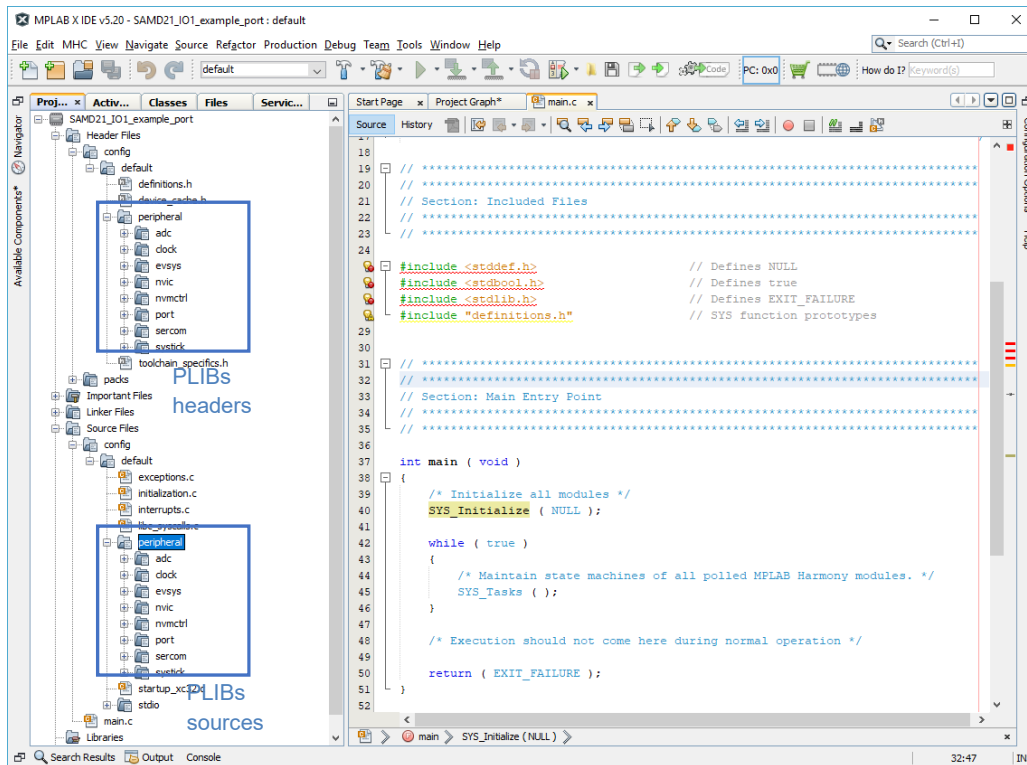 MPLAB X IDE v5.20 - SAMD21_IO1_example_port : default
File Edit MHC View Navigate Source Refactor Production Debug Team Tools Window Help
Search (Ctrl+I)
default
Code
PC: 0x0
How do I? Keyword(s)
Proj... x Activ... Classes Files Servic...
Start Page x Project Graph* x main.c x
Source History
Navigator
Available Components*
Configuration Options
Help
SAMD21_IO1_example_port
Header Files
config
default
definitions.h
device_cache.h
peripheral
adc
clock
evsys
nvic
nvmctrl
port
sercom
systick
toolchain_specifics.h
packs
PLIBs
headers
Important Files
Linker Files
Source Files
config
default
exceptions.c
initialization.c
interrupts.c
libc_syscalls.c
peripheral
adc
clock
evsys
nvic
nvmctrl
port
sercom
systick
startup_xc32.c
stdio
PLIBs
sources
main.c
Libraries
17
18
19 // ******************************************************************************
20 // ******************************************************************************
21 // Section: Included Files
22 // ******************************************************************************
23 // ******************************************************************************
24
#include <stddef.h> // Defines NULL
#include <stdbool.h> // Defines true
#include <stdlib.h> // Defines EXIT_FAILURE
#include "definitions.h" // SYS function prototypes
29
30
31 // ******************************************************************************
32 // ******************************************************************************
33 // Section: Main Entry Point
34 // ******************************************************************************
35 // ******************************************************************************
36
37 int main ( void )
38 {
39 /* Initialize all modules */
40 SYS_Initialize ( NULL );
41
42 while ( true )
43 {
44 /* Maintain state machines of all polled MPLAB Harmony modules. */
45 SYS_Tasks ( );
46 }
47
48 /* Execution should not come here during normal operation */
49
50 return ( EXIT_FAILURE );
51 }
52
main SYS_Initialize ( NULL )
Search Results Output Console
32:47 IN